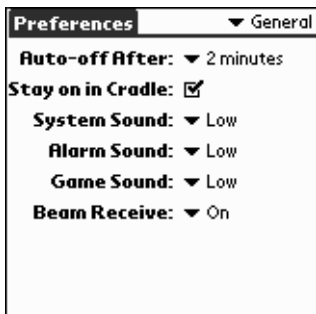 Preferences General
Auto-off After: 2 minutes
Stay on in Cradle:
System Sound: Low
Alarm Sound: Low
Game Sound: Low
Beam Receive: On